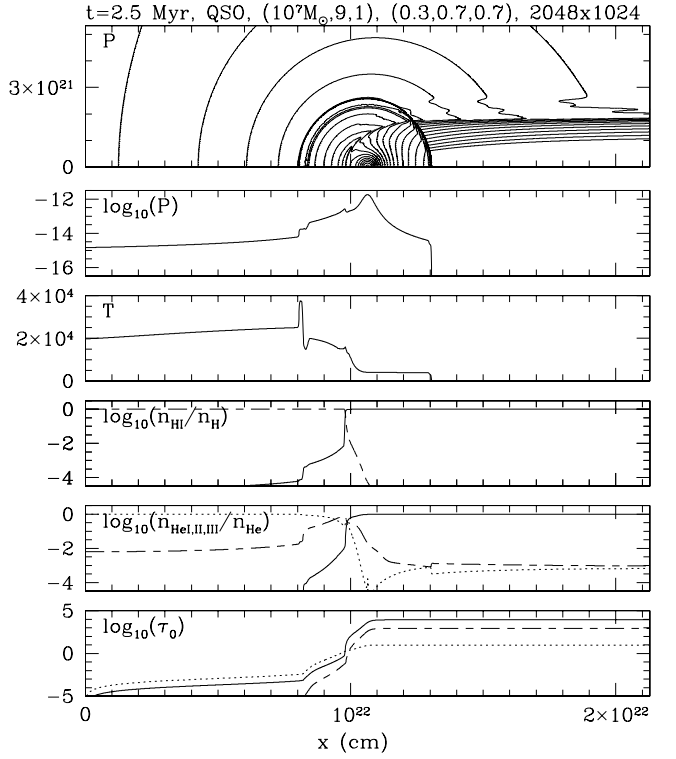 t=2.5 Myr, QSO, (10⁷M☉,9,1), (0.3,0.7,0.7), 2048x1024
P
3×10²¹
0
log₁₀(P)
−12
−14
−16
4×10⁴
T
2×10⁴
0
0
log₁₀(n_HI/n_H)
−2
−4
0
log₁₀(n_HeI,II,III/n_He)
−2
−4
5
log₁₀(τ₀)
0
−5
0 10²² 2×10²²
x (cm)